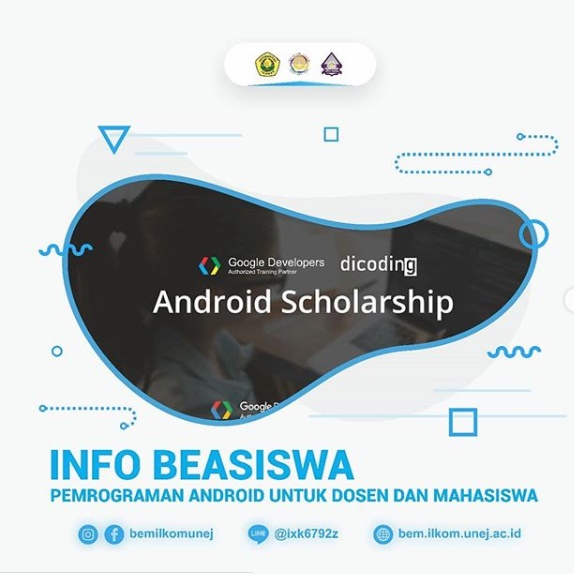 Google Developers
Authorized Training Partner
dicoding
Android Scholarship
Google
INFO BEASISWA
PEMROGRAMAN ANDROID UNTUK DOSEN DAN MAHASISWA
bemilkomunej
LINE
@ixk6792z
bem.ilkom.unej.ac.id